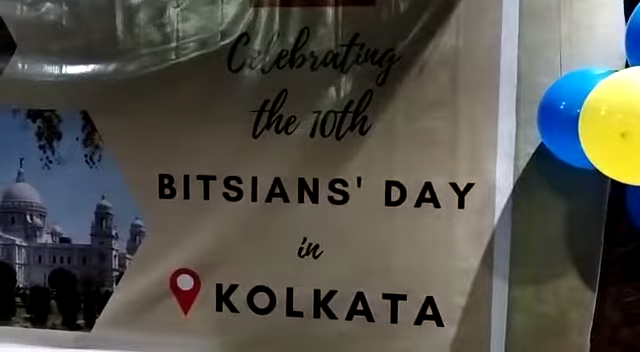 Celebrating
the 10th
BITSIANS' DAY
in
KOLKATA